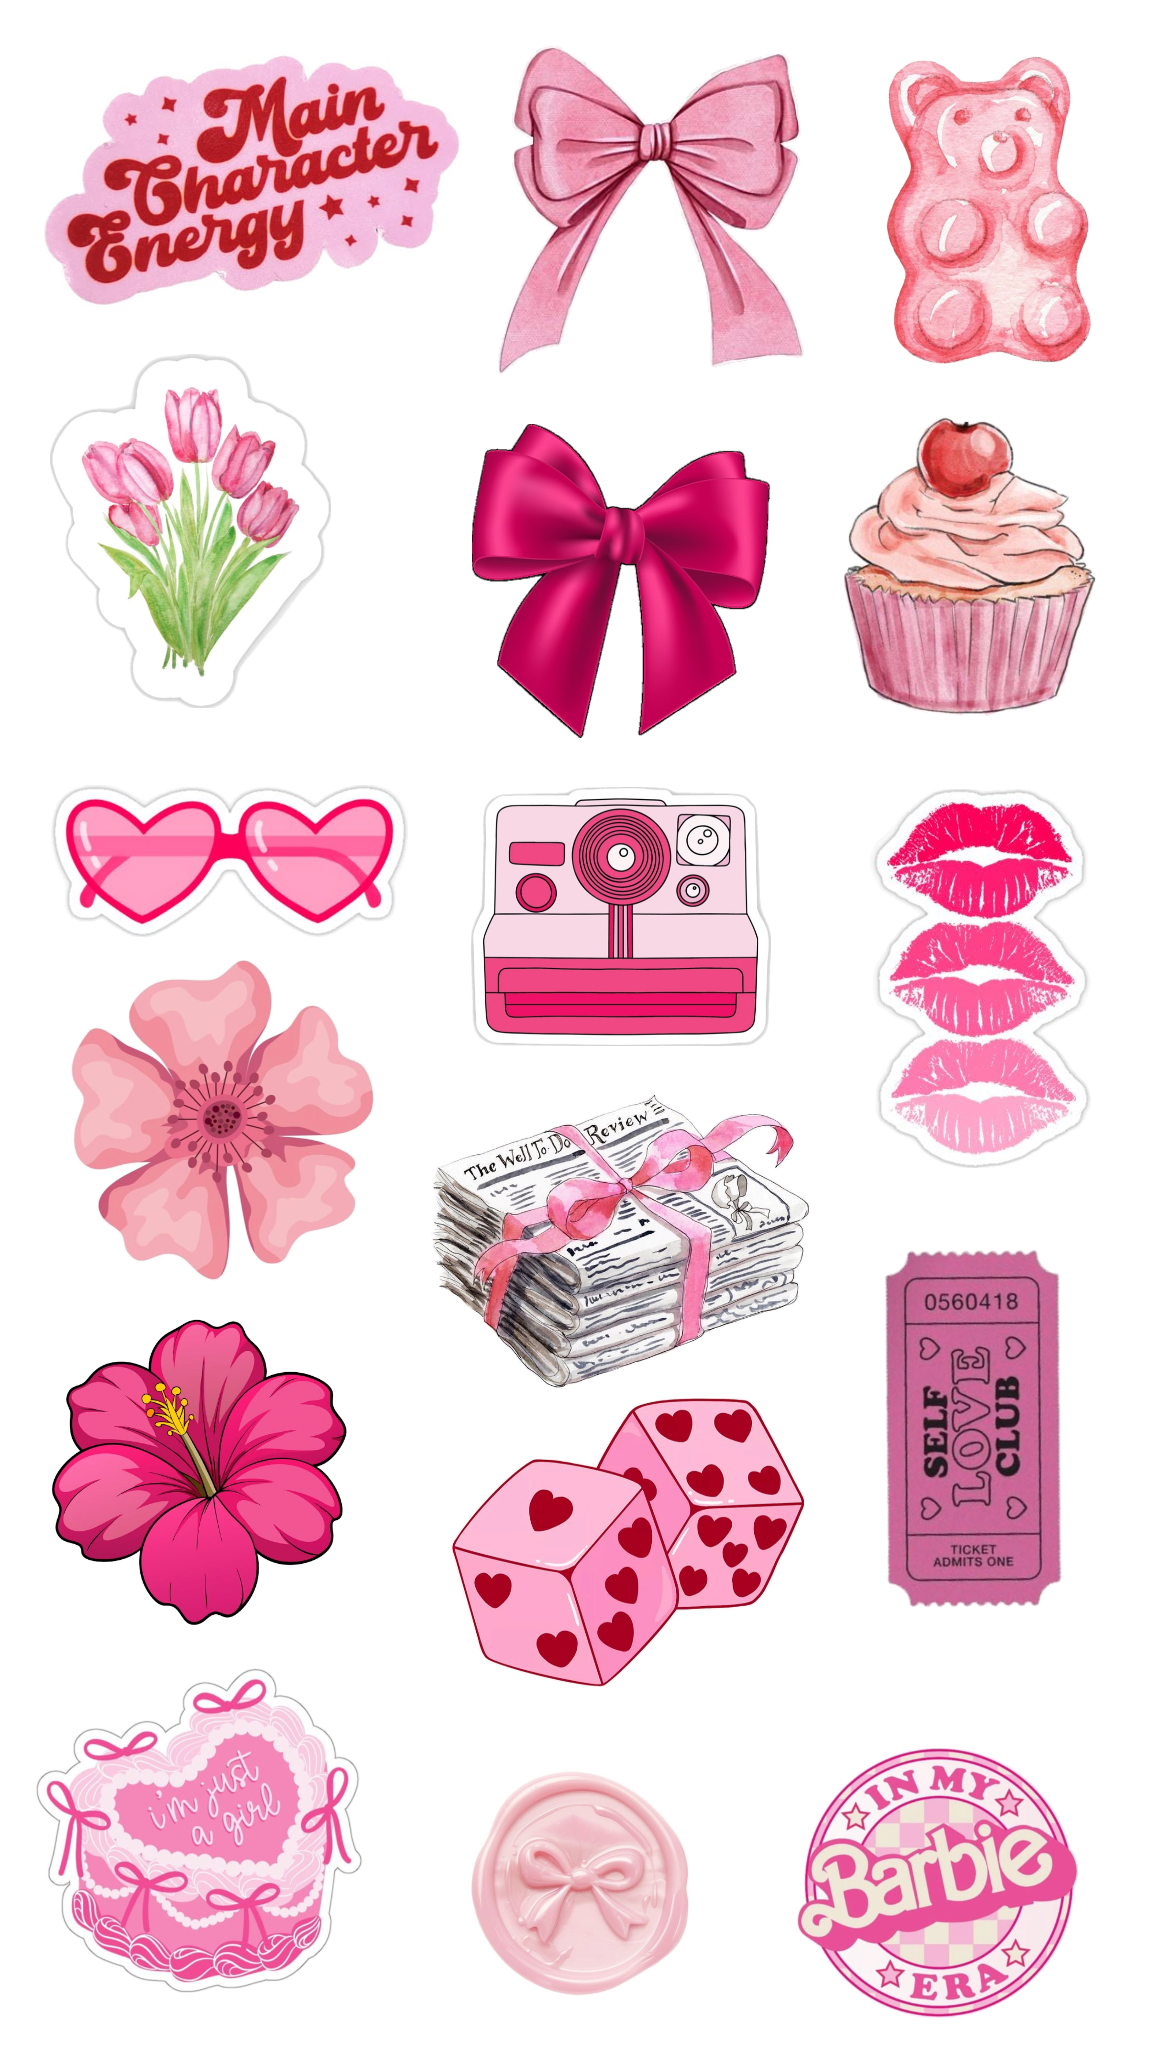 Main
Character
Energy
The Well To Do Review
0560418
SELF
LOVE
CLUB
TICKET
ADMITS ONE
i'm just
a girl
IN MY
Barbie
ERA